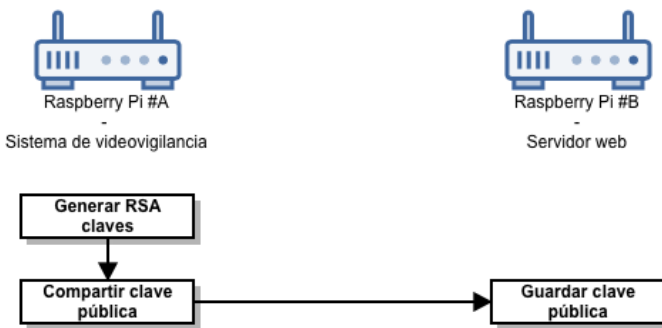 Raspberry Pi #A
-
Sistema de videovigilancia
Raspberry Pi #B
-
Servidor web
Generar RSA
claves
Compartir clave
pública
Guardar clave
pública